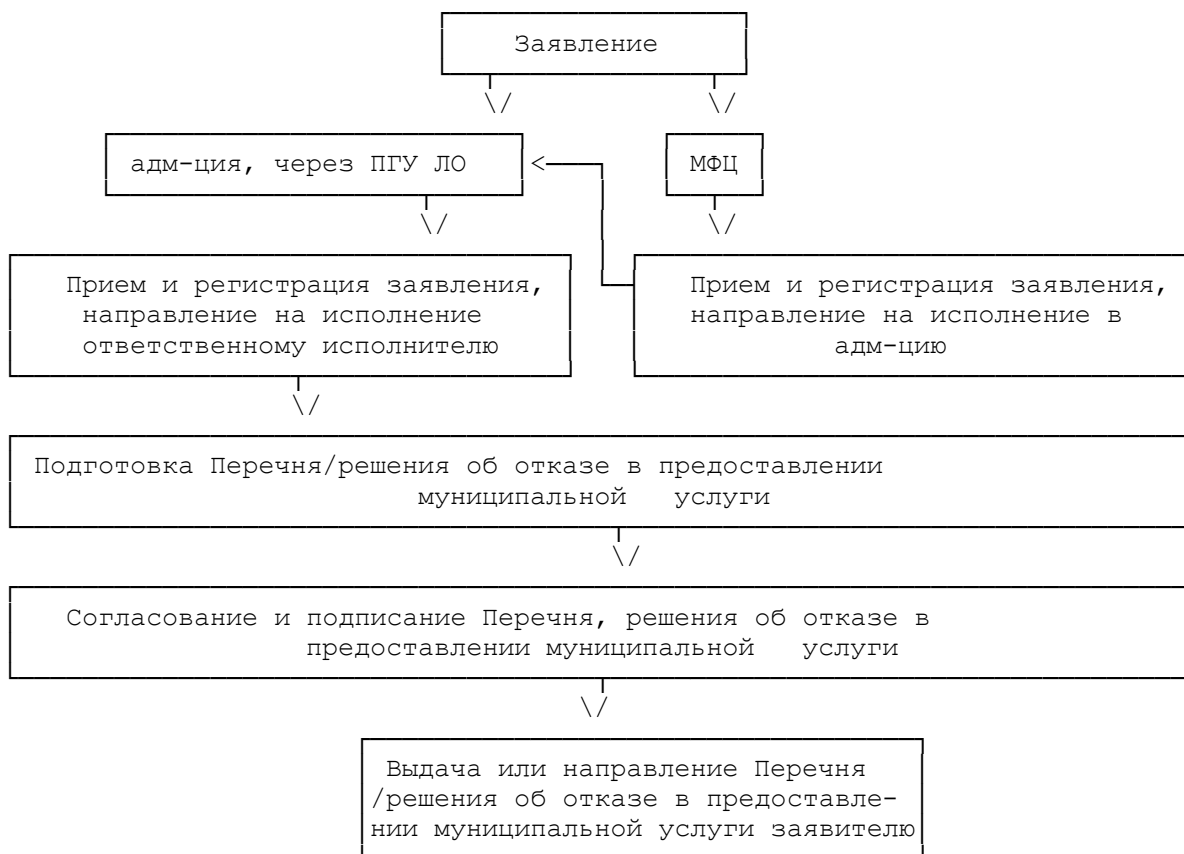 Заявление
адм-ция, через ПГУ ЛО
МФЦ
Прием и регистрация заявления,
направление на исполнение
ответственному исполнителю
Прием и регистрация заявления,
направление на исполнение в
адм-цию
Подготовка Перечня/решения об отказе в предоставлении
муниципальной услуги
Согласование и подписание Перечня, решения об отказе в
предоставлении муниципальной услуги
Выдача или направление Перечня
/решения об отказе в предоставле-
нии муниципальной услуги заявителю